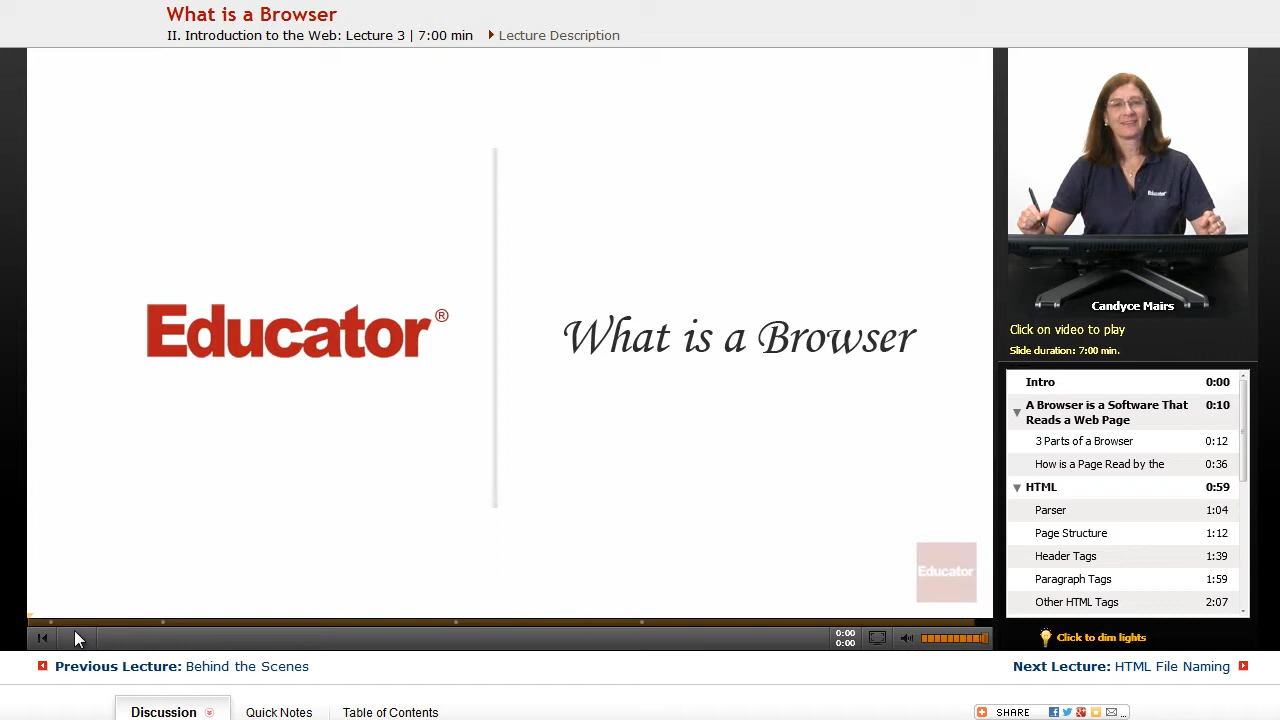 What is a Browser
II. Introduction to the Web: Lecture 3 | 7:00 min Lecture Description
Educator®
What is a Browser
Educator
Educator
Candyce Mairs
Click on video to play
Slide duration: 7:00 min.
Intro 0:00
A Browser is a Software That 0:10
Reads a Web Page
3 Parts of a Browser 0:12
How is a Page Read by the 0:36
HTML 0:59
Parser 1:04
Page Structure 1:12
Header Tags 1:39
Paragraph Tags 1:59
Other HTML Tags 2:07
0:00
0:00
Click to dim lights
Previous Lecture: Behind the Scenes
Next Lecture: HTML File Naming
Discussion Quick Notes Table of Contents
SHARE